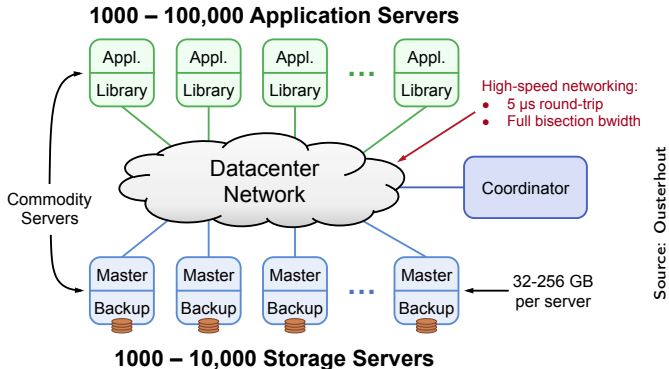 1000 – 100,000 Application Servers
Appl.
Library
Appl.
Library
Appl.
Library
...
Appl.
Library
High-speed networking:
● 5 µs round-trip
● Full bisection bwidth
Datacenter
Network
Coordinator
Commodity
Servers
Master
Backup
Master
Backup
Master
Backup
...
Master
Backup
32-256 GB
per server
1000 – 10,000 Storage Servers
Source: Ousterhout